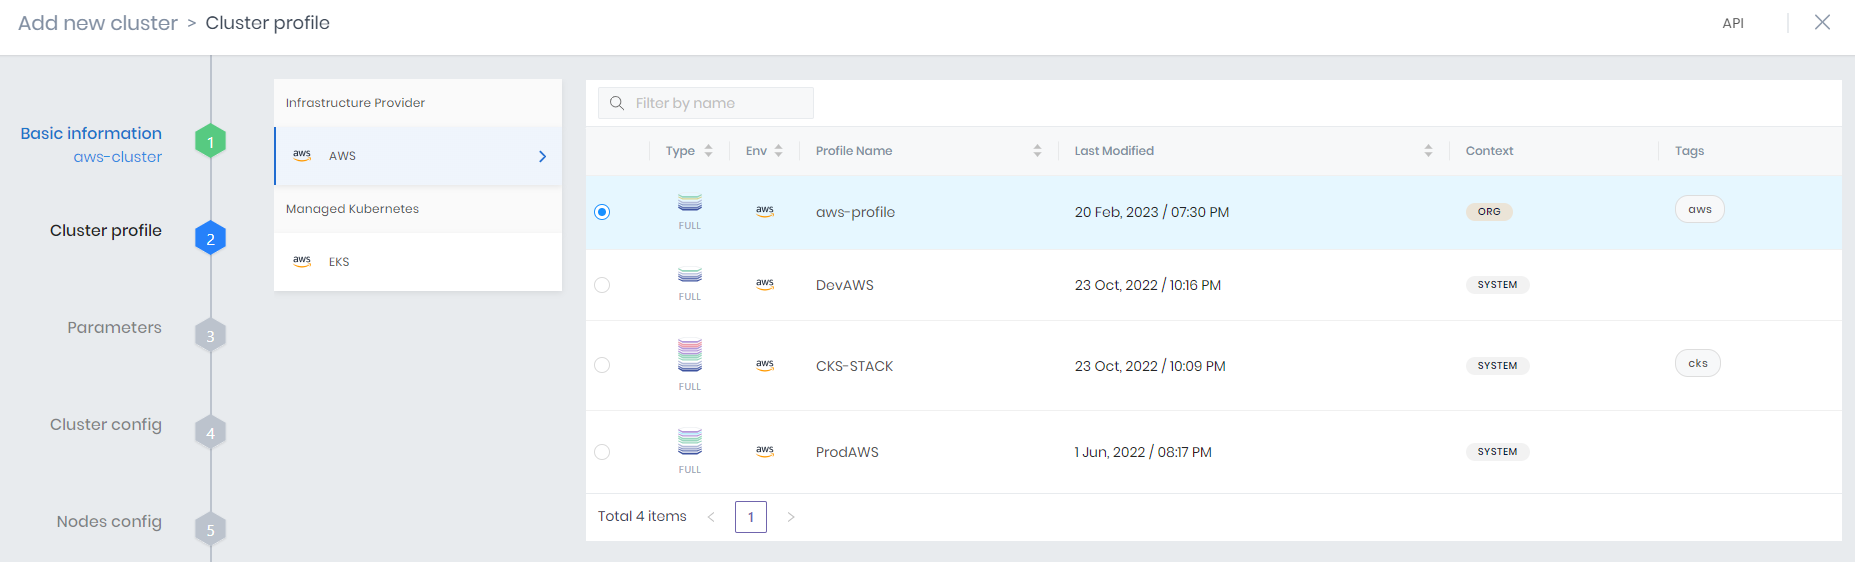 Add new cluster > Cluster profile
API
Basic information
aws-cluster
1
Cluster profile
2
Parameters
3
Cluster config
4
Nodes config
5
Infrastructure Provider
aws AWS
Managed Kubernetes
aws EKS
Filter by name
Type Env Profile Name Last Modified Context Tags
FULL aws aws-profile 20 Feb, 2023 / 07:30 PM ORG aws
FULL aws DevAWS 23 Oct, 2022 / 10:16 PM SYSTEM
FULL aws CKS-STACK 23 Oct, 2022 / 10:09 PM SYSTEM cks
FULL aws ProdAWS 1 Jun, 2022 / 08:17 PM SYSTEM
Total 4 items < 1 >